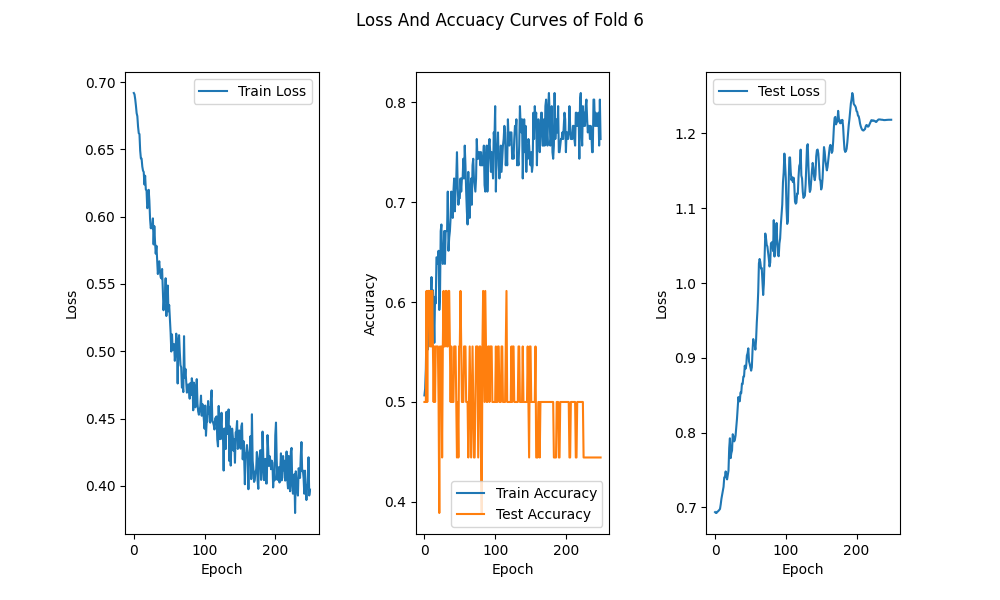 Loss And Accuacy Curves of Fold 6
Train Loss
0.70
0.65
0.60
0.55
0.50
0.45
0.40
Loss
0
100
200
Epoch
0.8
0.7
0.6
0.5
0.4
Accuracy
Train Accuracy
Test Accuracy
0
100
200
Epoch
Test Loss
1.2
1.1
1.0
0.9
0.8
0.7
Loss
0
100
200
Epoch